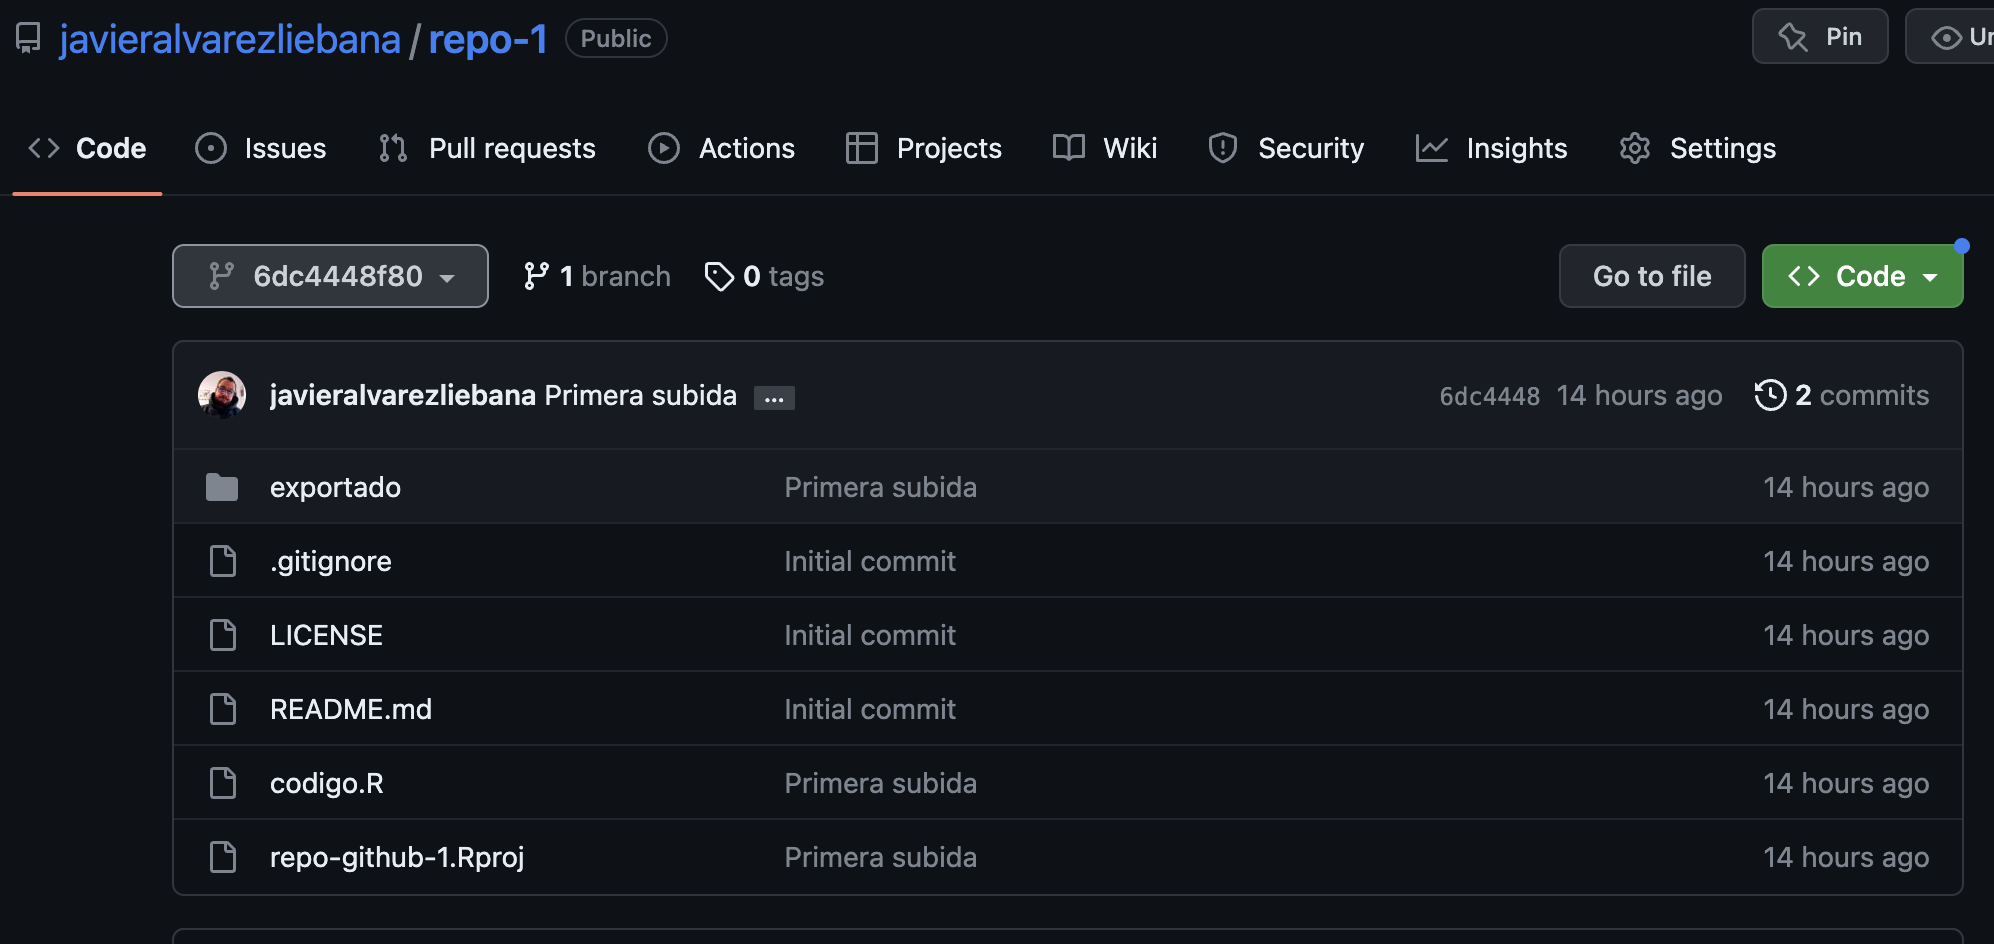 javieralvarezliebana / repo-1 Public Pin
Code Issues Pull requests Actions Projects Wiki Security Insights Settings
6dc4448f80 1 branch 0 tags Go to file Code
javieralvarezliebana Primera subida ... 6dc4448 14 hours ago 2 commits
exportado Primera subida 14 hours ago
.gitignore Initial commit 14 hours ago
LICENSE Initial commit 14 hours ago
README.md Initial commit 14 hours ago
codigo.R Primera subida 14 hours ago
repo-github-1.Rproj Primera subida 14 hours ago